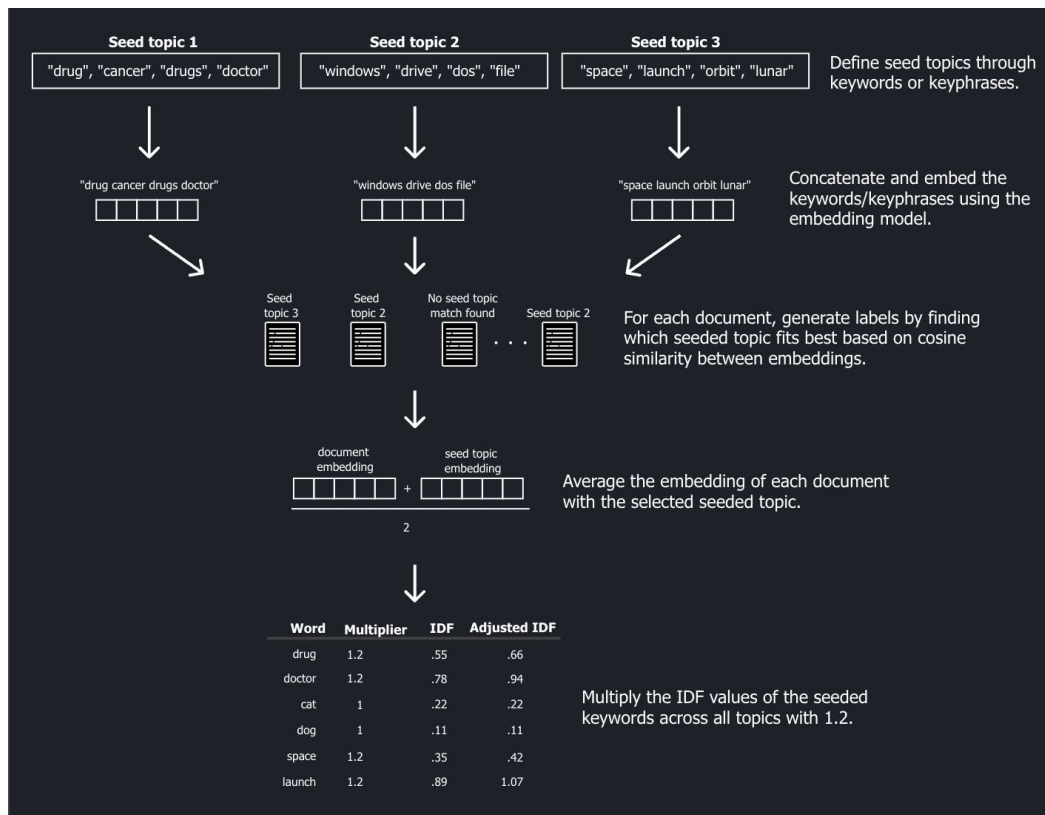 Seed topic 1
Seed topic 2
Seed topic 3
"drug", "cancer", "drugs", "doctor"
"windows", "drive", "dos", "file"
"space", "launch", "orbit", "lunar"
Define seed topics through
keywords or keyphrases.
"drug cancer drugs doctor"
"windows drive dos file"
"space launch orbit lunar"
Concatenate and embed the
keywords/keyphrases using the
embedding model.
Seed
topic 3
Seed
topic 2
No seed topic
match found
Seed topic 2
. . .
For each document, generate labels by finding
which seeded topic fits best based on cosine
similarity between embeddings.
document
embedding
+
seed topic
embedding
2
Average the embedding of each document
with the selected seeded topic.
Word Multiplier IDF Adjusted IDF
drug 1.2 .55 .66
doctor 1.2 .78 .94
cat 1 .22 .22
dog 1 .11 .11
space 1.2 .35 .42
launch 1.2 .89 1.07
Multiply the IDF values of the seeded
keywords across all topics with 1.2.